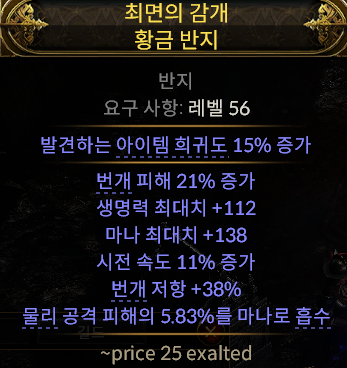 최면의 감개
황금 반지
반지
요구 사항: 레벨 56
발견하는 아이템 희귀도 15% 증가
번개 피해 21% 증가
생명력 최대치 +112
마나 최대치 +138
시전 속도 11% 증가
번개 저항 +38%
물리 공격 피해의 5.83%를 마나로 흡수
~price 25 exalted